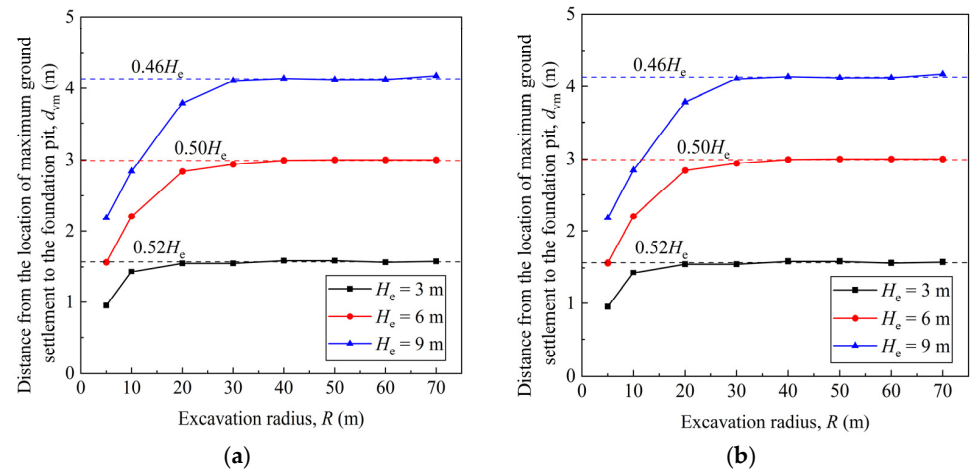 Distance from the location of maximum ground
settlement to the foundation pit, dvm (m)
5
4
3
2
1
0
0.46He
0.50He
0.52He
He = 3 m
He = 6 m
He = 9 m
0 10 20 30 40 50 60 70
Excavation radius, R (m)
(a)
Distance from the location of maximum ground
settlement to the foundation pit, dvm (m)
5
4
3
2
1
0
0.46He
0.50He
0.52He
He = 3 m
He = 6 m
He = 9 m
0 10 20 30 40 50 60 70
Excavation radius, R (m)
(b)